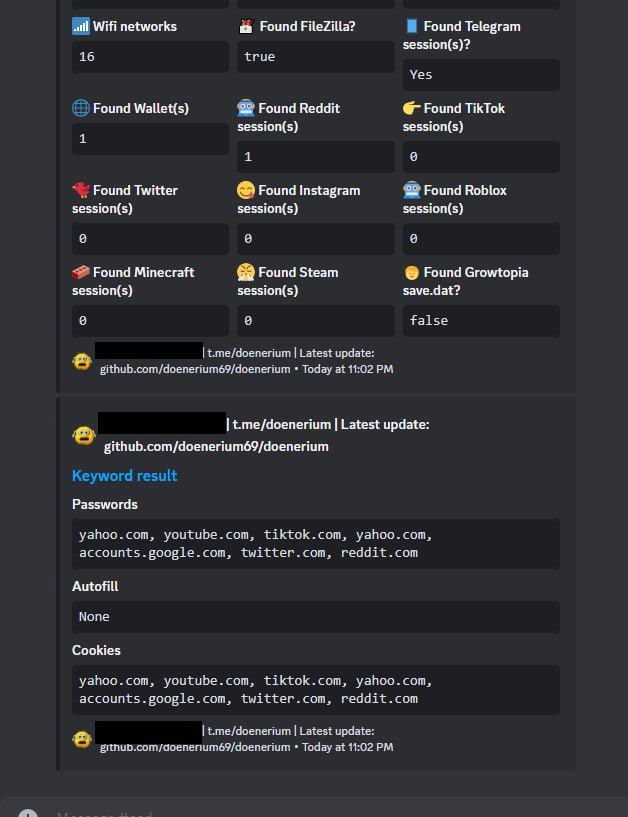 Wifi networks
Found FileZilla?
Found Telegram
session(s)?
16
true
Yes
Found Wallet(s)
Found Reddit
session(s)
Found TikTok
session(s)
1
1
0
Found Twitter
session(s)
Found Instagram
session(s)
Found Roblox
session(s)
0
0
0
Found Minecraft
session(s)
Found Steam
session(s)
Found Growtopia
save.dat?
0
0
false
| t.me/doenerium | Latest update:
github.com/doenerium69/doenerium • Today at 11:02 PM
| t.me/doenerium | Latest update:
github.com/doenerium69/doenerium
Keyword result
Passwords
yahoo.com, youtube.com, tiktok.com, yahoo.com,
accounts.google.com, twitter.com, reddit.com
Autofill
None
Cookies
yahoo.com, youtube.com, tiktok.com, yahoo.com,
accounts.google.com, twitter.com, reddit.com
| t.me/doenerium | Latest update:
github.com/doenerium69/doenerium • Today at 11:02 PM